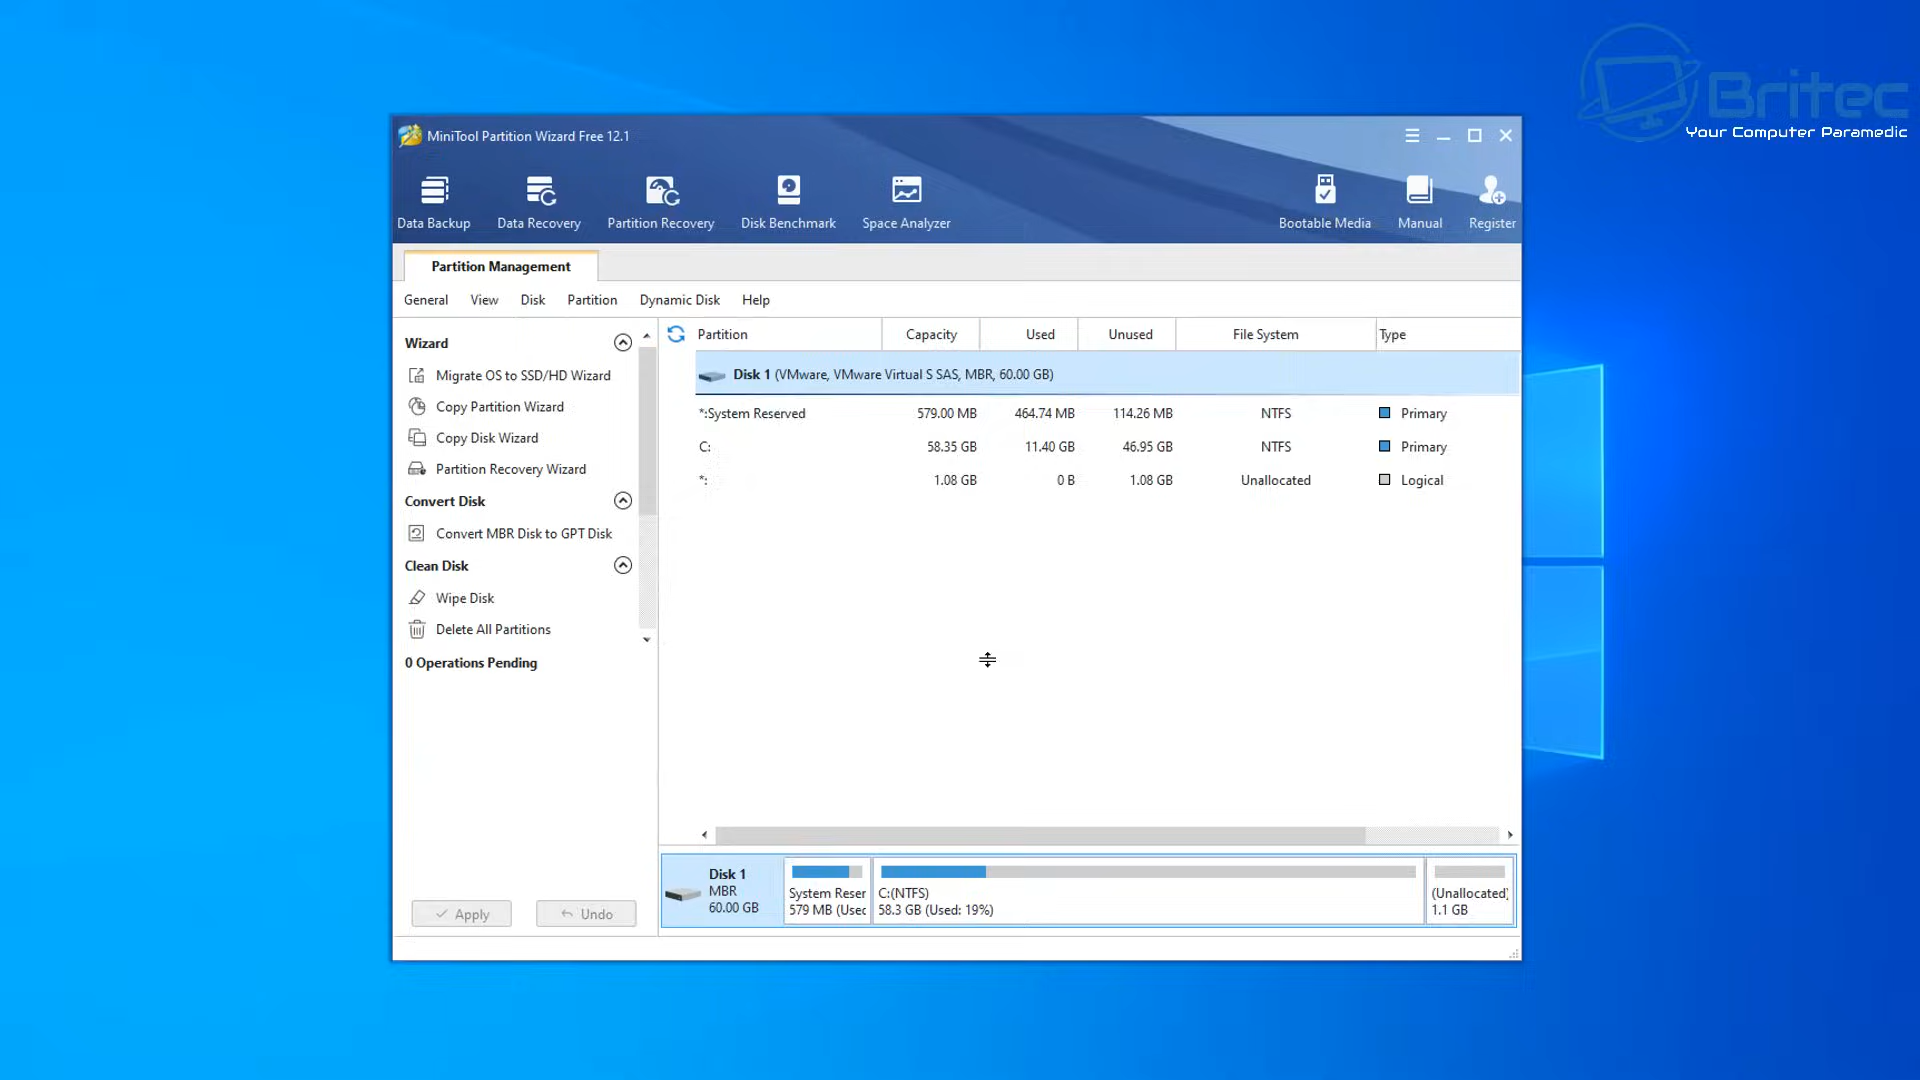 Britec
Your Computer Paramedic
MiniTool Partition Wizard Free 12.1
Data Backup
Data Recovery
Partition Recovery
Disk Benchmark
Space Analyzer
Bootable Media
Manual
Register
Partition Management
General View Disk Partition Dynamic Disk Help
Wizard
Migrate OS to SSD/HD Wizard
Copy Partition Wizard
Copy Disk Wizard
Partition Recovery Wizard
Convert Disk
Convert MBR Disk to GPT Disk
Clean Disk
Wipe Disk
Delete All Partitions
0 Operations Pending
Apply
Undo
Partition Capacity Used Unused File System Type
Disk 1 (VMware, VMware Virtual S SAS, MBR, 60.00 GB)
*:System Reserved 579.00 MB 464.74 MB 114.26 MB NTFS Primary
C: 58.35 GB 11.40 GB 46.95 GB NTFS Primary
*: 1.08 GB 0 B 1.08 GB Unallocated Logical
Disk 1
MBR
60.00 GB
System Reser
579 MB (Usec
C:(NTFS)
58.3 GB (Used: 19%)
(Unallocated)
1.1 GB